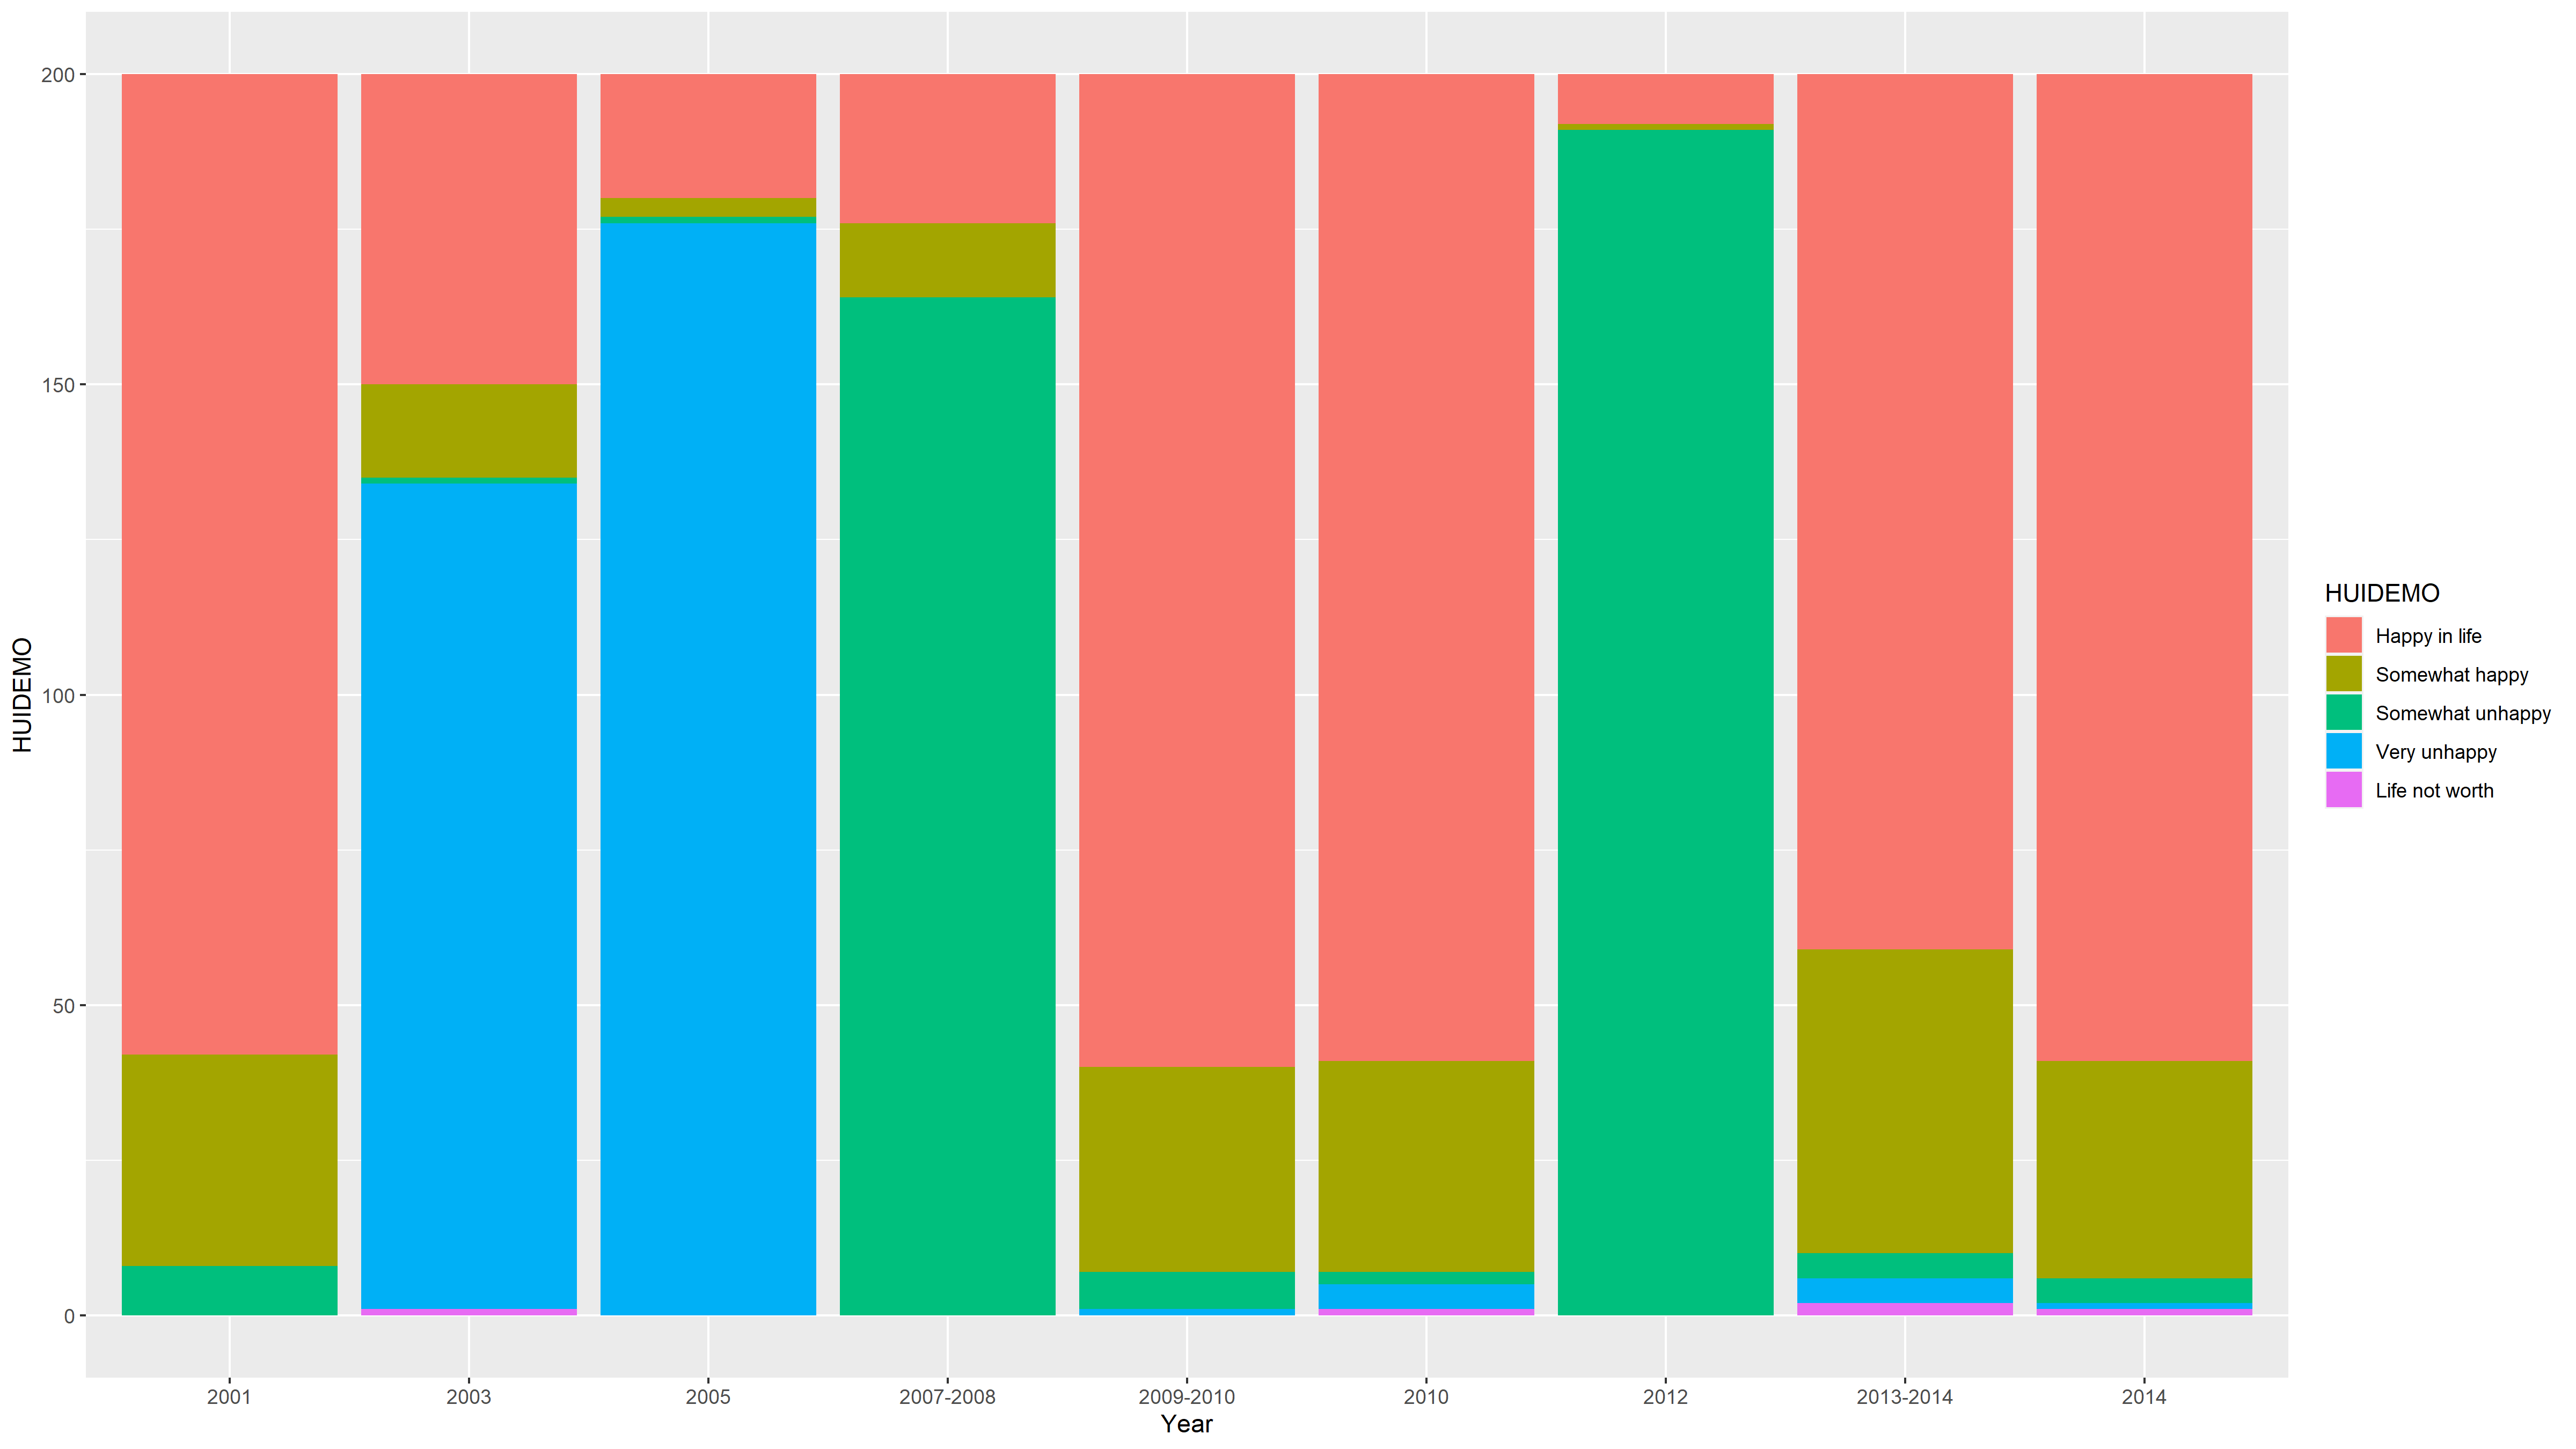 200
150
100
50
0
HUIDEMO
2001 2003 2005 2007-2008 2009-2010 2010 2012 2013-2014 2014
Year
HUIDEMO
Happy in life
Somewhat happy
Somewhat unhappy
Very unhappy
Life not worth